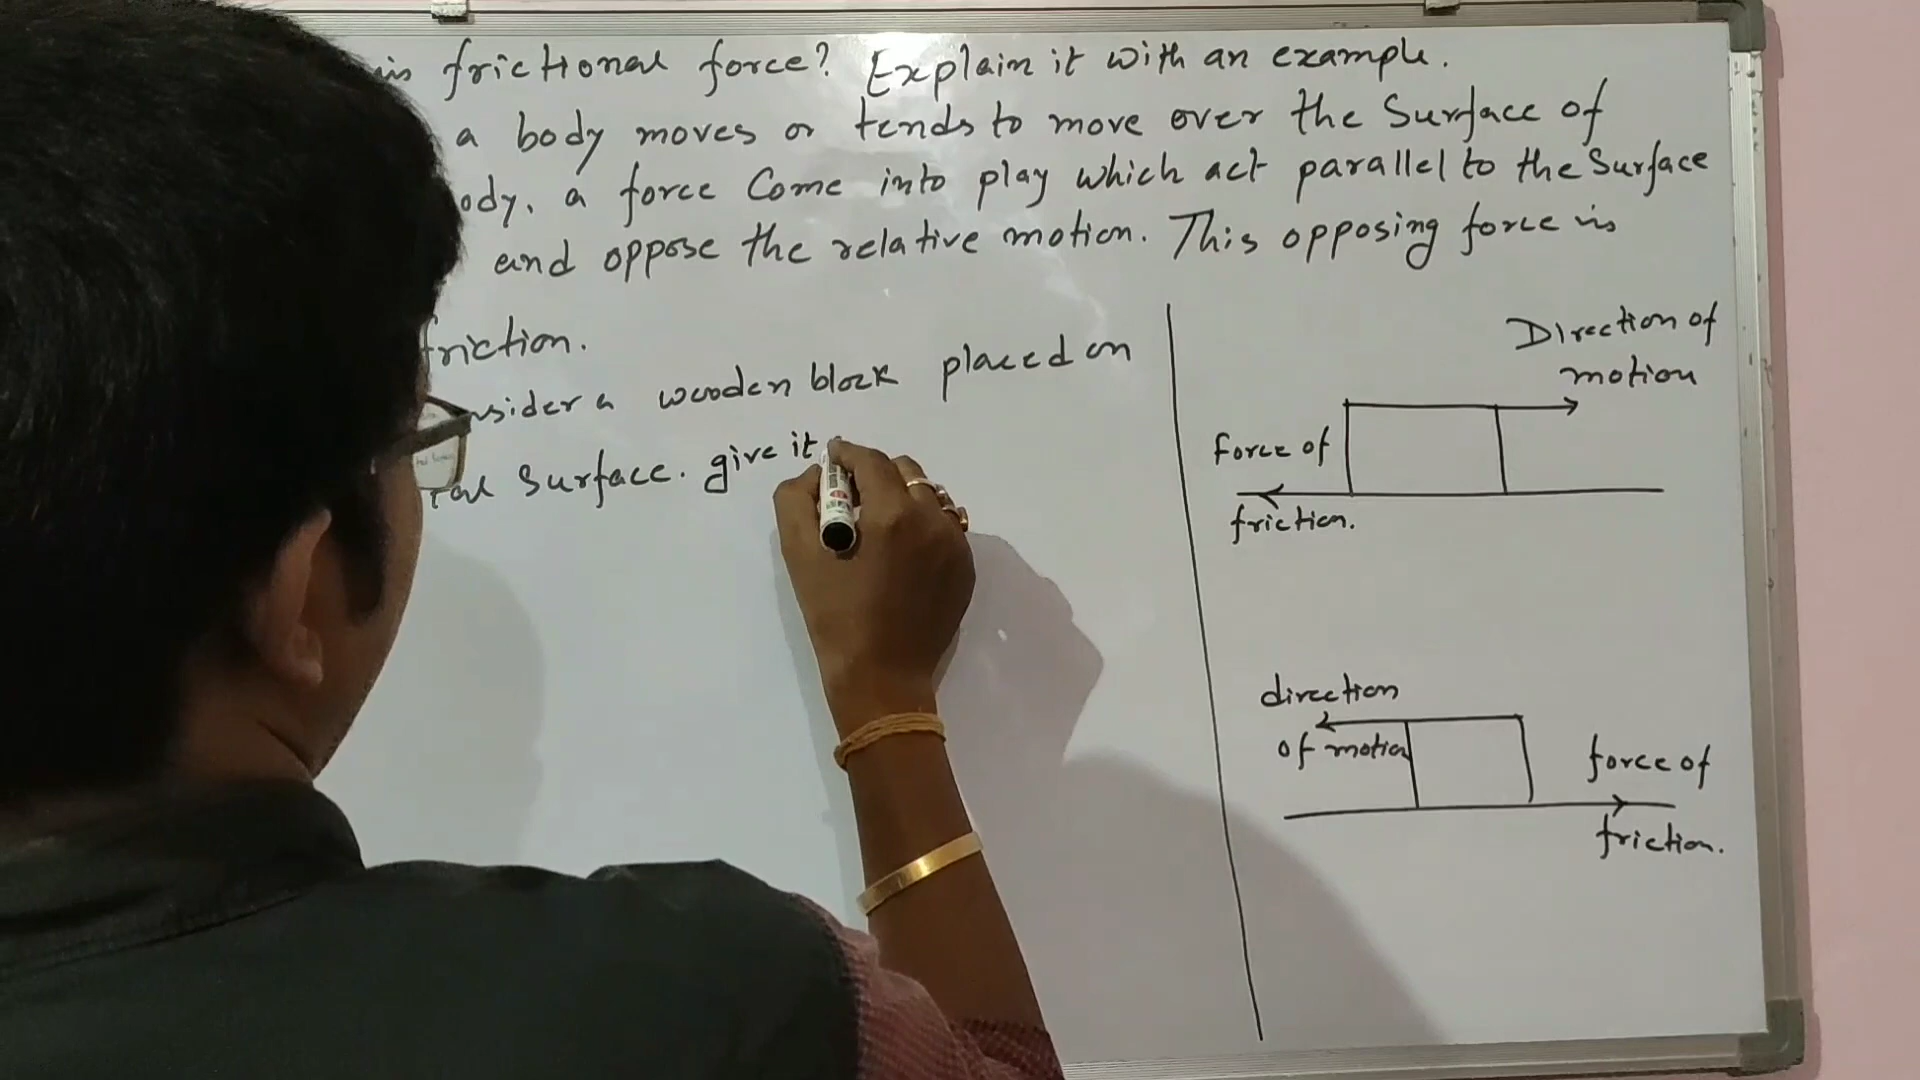 is frictional force? Explain it with an example.
a body moves or tends to move over the Surface of
ody, a force Come into play which act parallel to the Surface
and oppose the relative motion. This opposing force is
friction.
nsider a wooden block placed on
tal Surface. give it
Direction of
motion
Force of
friction.
direction
of motion
force of
friction.